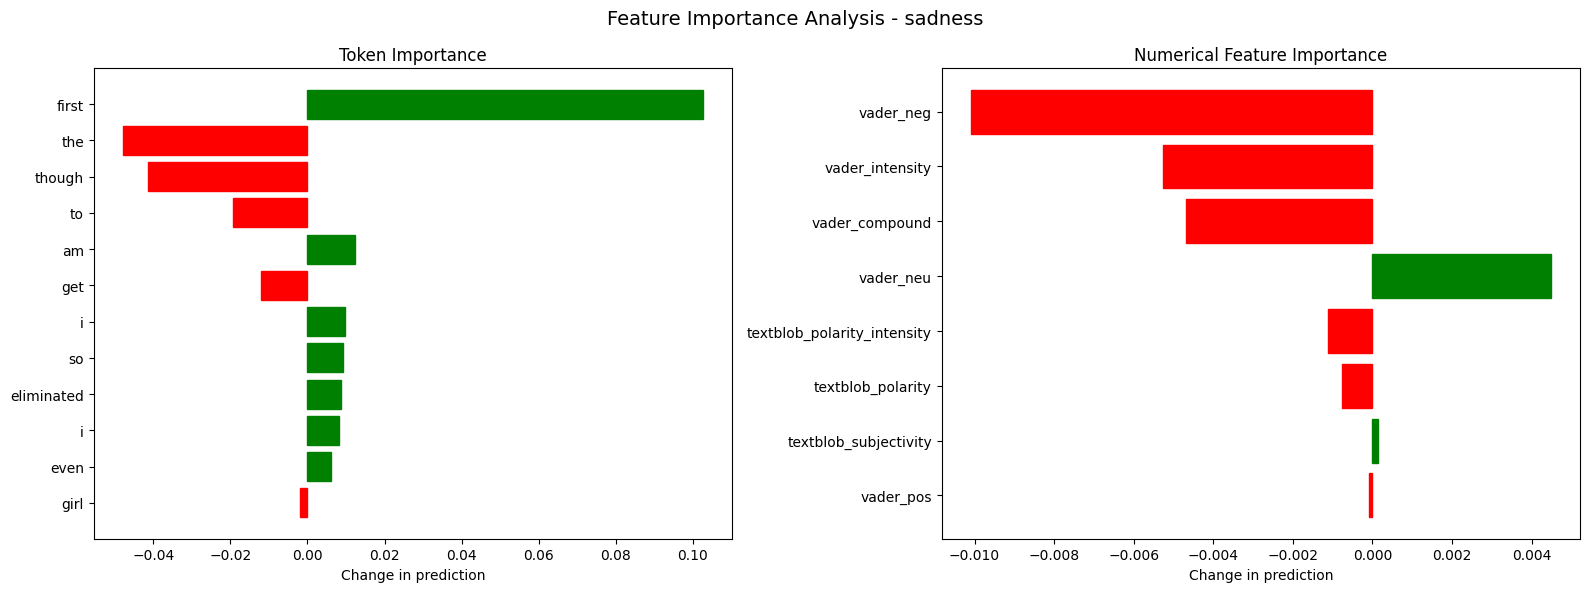 Feature Importance Analysis - sadness
Token Importance
first
the
though
to
am
get
i
so
eliminated
i
even
girl
−0.04 −0.02 0.00 0.02 0.04 0.06 0.08 0.10
Change in prediction
Numerical Feature Importance
vader_neg
vader_intensity
vader_compound
vader_neu
textblob_polarity_intensity
textblob_polarity
textblob_subjectivity
vader_pos
−0.010 −0.008 −0.006 −0.004 −0.002 0.000 0.002 0.004
Change in prediction